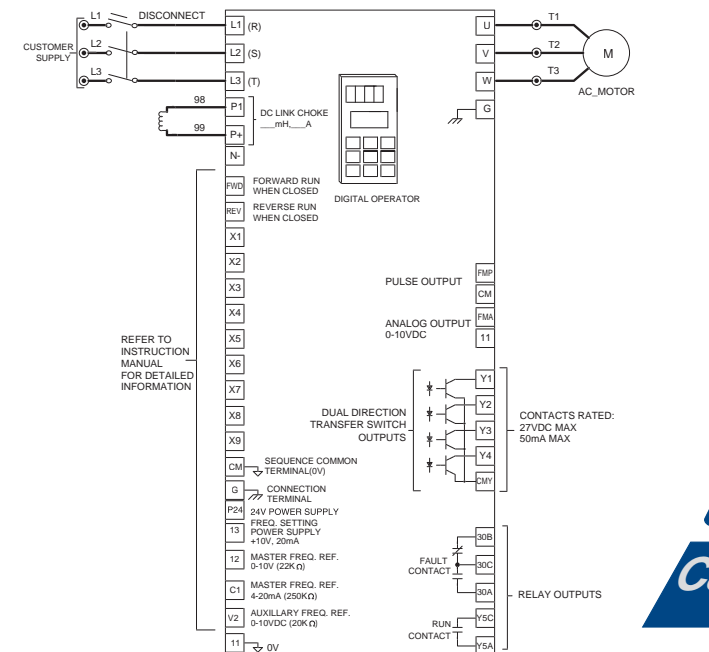 L1 DISCONNECT
L2
L3
CUSTOMER
SUPPLY
L1 (R)
L2 (S)
L3 (T)
98
99
P1
P+
N-
DC LINK CHOKE
___mH,___A
DIGITAL OPERATOR
U
V
W
G
T1
T2
T3
M
AC_MOTOR
FWD FORWARD RUN
WHEN CLOSED
REV REVERSE RUN
WHEN CLOSED
X1
X2
X3
X4
X5
X6
X7
X8
X9
REFER TO
INSTRUCTION
MANUAL
FOR DETAILED
INFORMATION
CM SEQUENCE COMMON
TERMINAL(0V)
G CONNECTION
TERMINAL
P24 24V POWER SUPPLY
13 FREQ. SETTING
POWER SUPPLY
+10V, 20mA
12 MASTER FREQ. REF.
0-10V (22KΩ)
C1 MASTER FREQ. REF.
4-20mA (250KΩ)
V2 AUXILLARY FREQ. REF.
0-10VDC (20KΩ)
11 0V
PULSE OUTPUT
FMP
CM
ANALOG OUTPUT
0-10VDC
FMA
11
DUAL DIRECTION
TRANSFER SWITCH
OUTPUTS
Y1
Y2
Y3
Y4
CMY
CONTACTS RATED:
27VDC MAX
50mA MAX
FAULT
CONTACT
30B
30C
30A
RUN
CONTACT
Y5C
Y5A
RELAY OUTPUTS